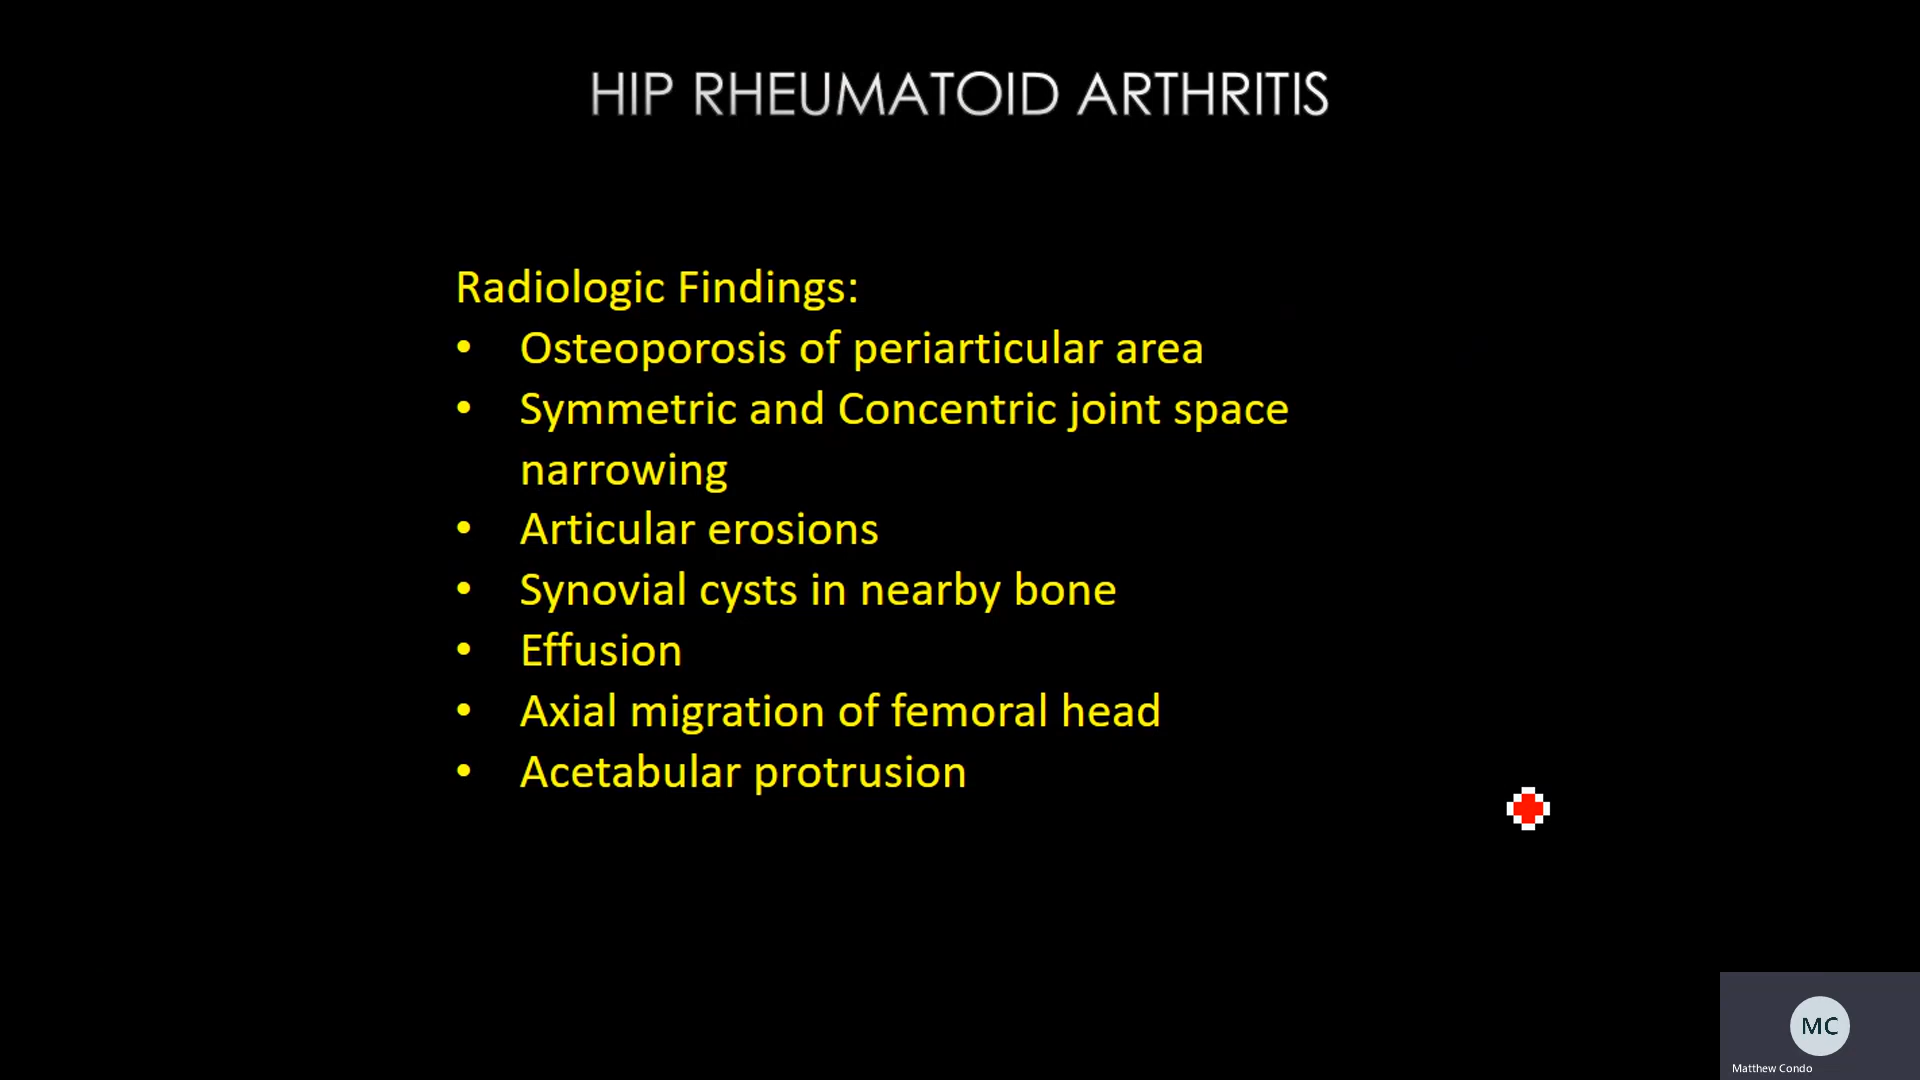 HIP RHEUMATOID ARTHRITIS
Radiologic Findings:
• Osteoporosis of periarticular area
• Symmetric and Concentric joint space
narrowing
• Articular erosions
• Synovial cysts in nearby bone
• Effusion
• Axial migration of femoral head
• Acetabular protrusion
MC
Matthew Condo